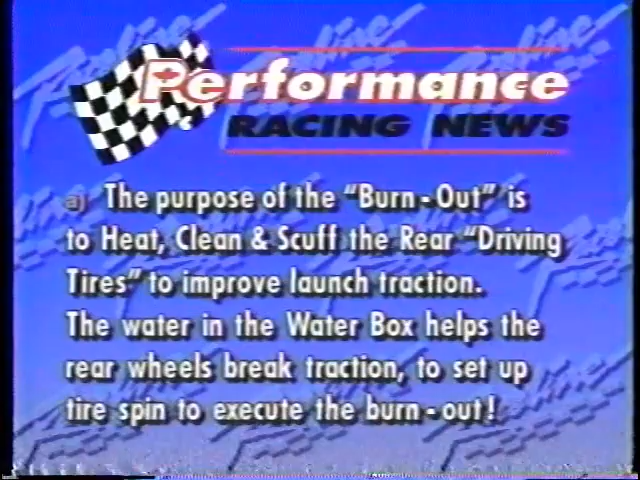 Performance
RACING NEWS
a) The purpose of the "Burn-Out" is
to Heat, Clean & Scuff the Rear "Driving
Tires" to improve launch traction.
The water in the Water Box helps the
rear wheels break traction, to set up
tire spin to execute the burn-out!